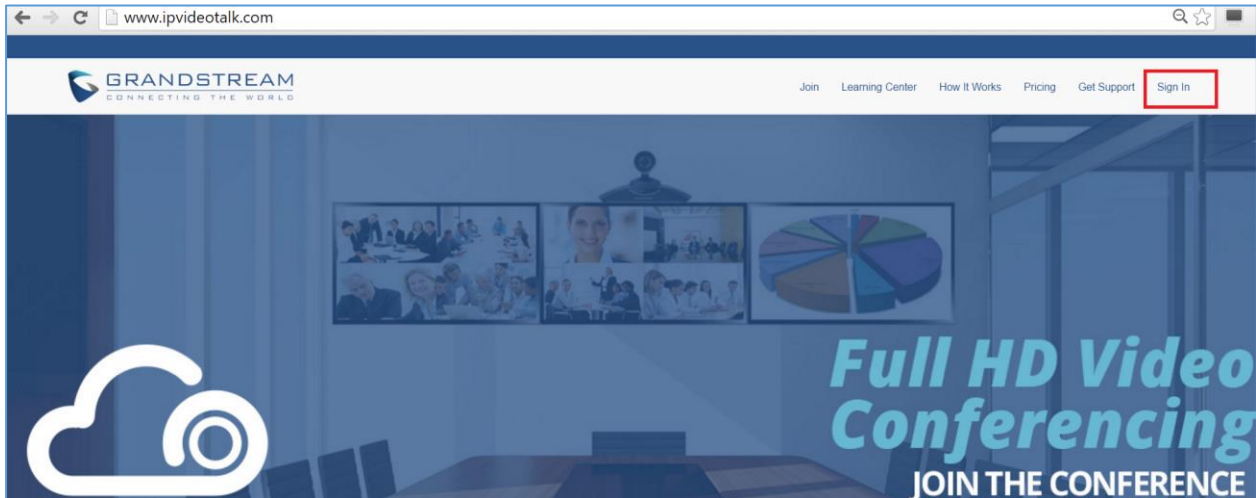 www.ipvideotalk.com
GRANDSTREAM
CONNECTING THE WORLD
Join Learning Center How It Works Pricing Get Support Sign In
Full HD Video
Conferencing
JOIN THE CONFERENCE